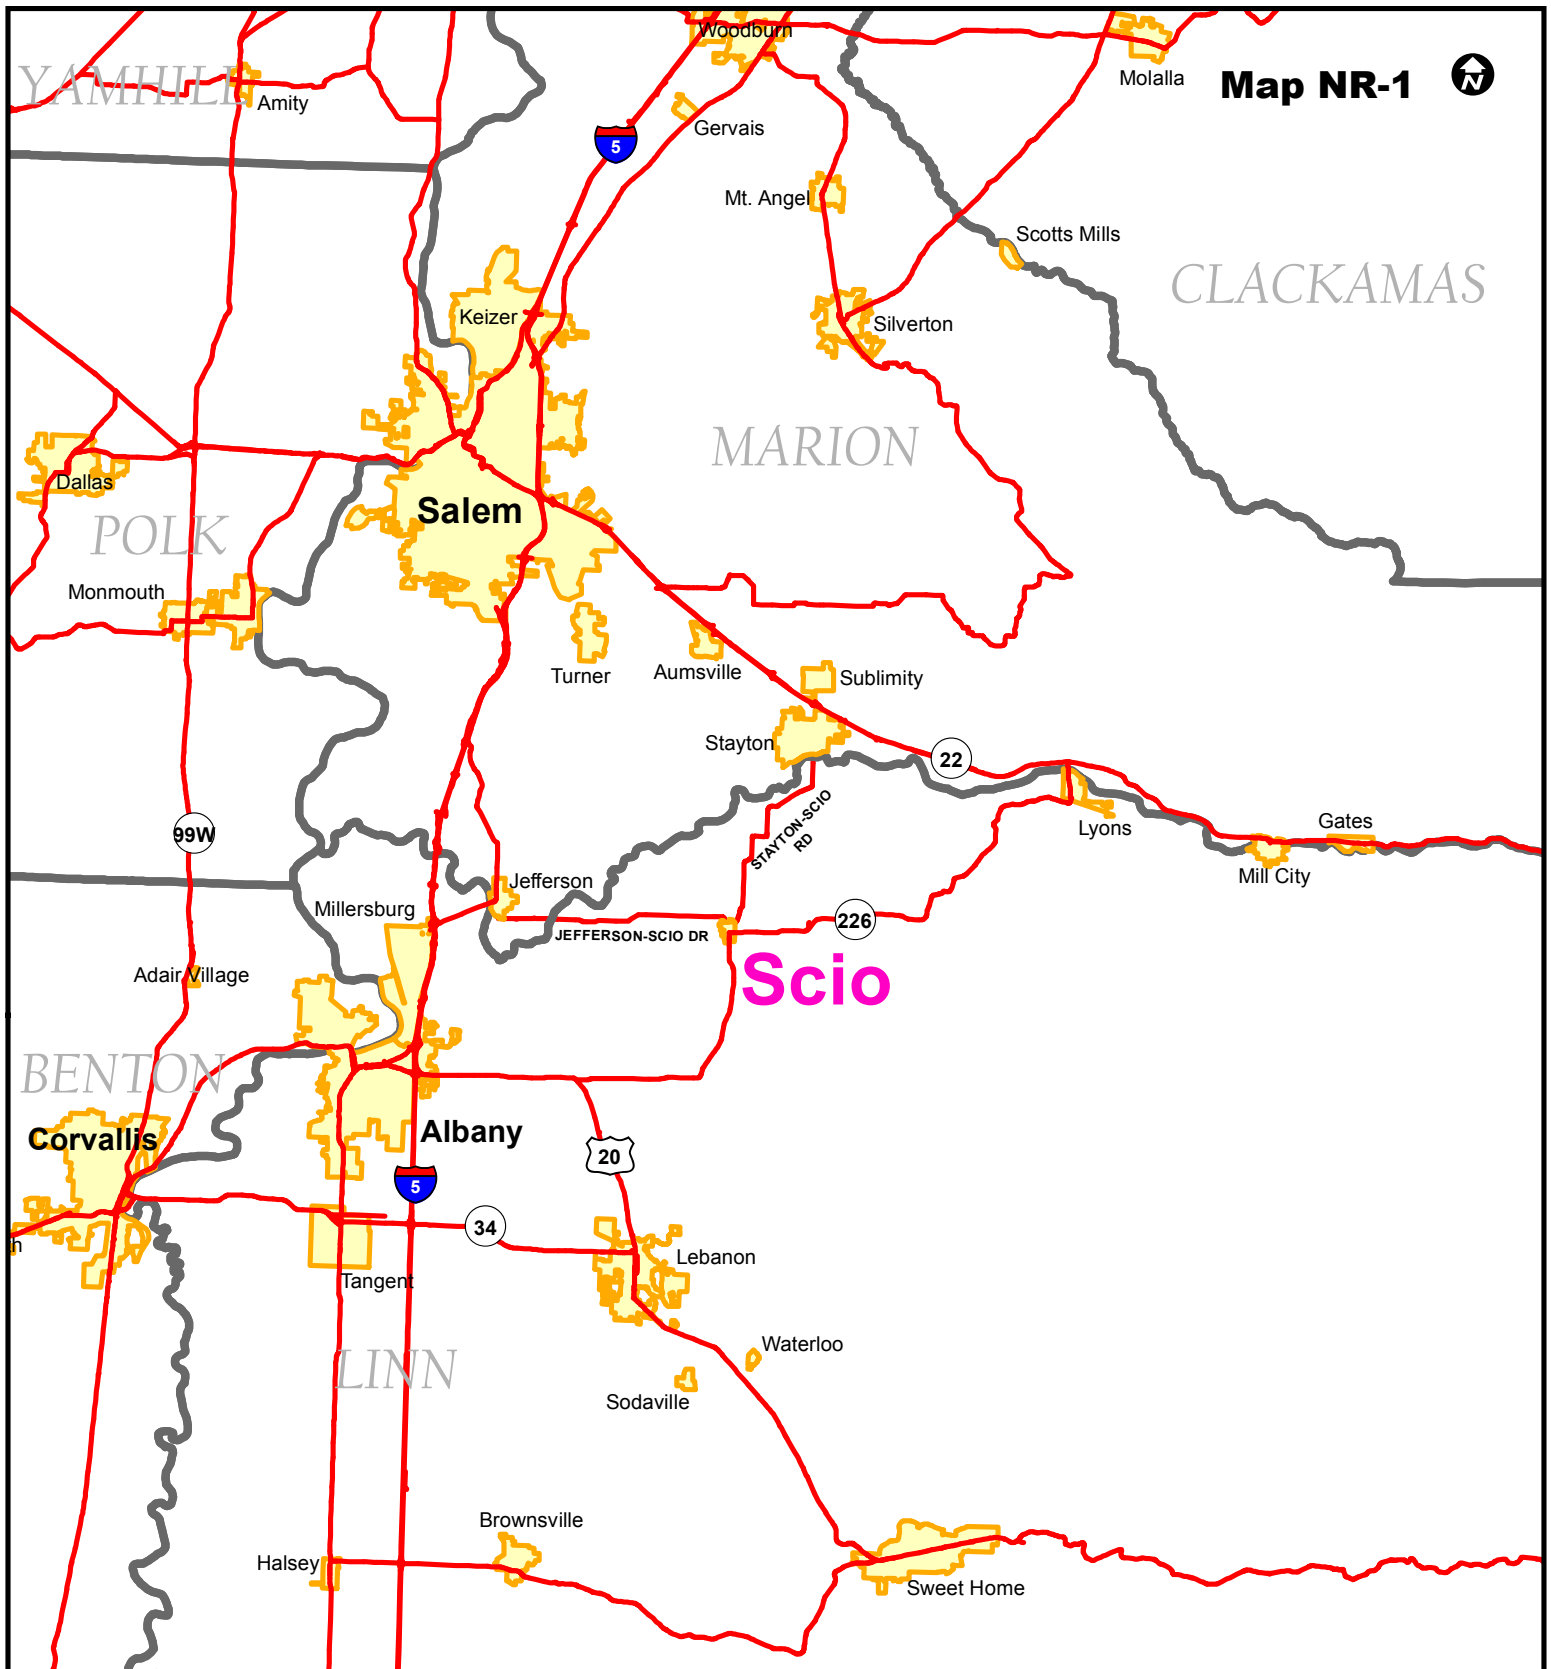 Woodburn
Molalla
Map NR-1
N
YAMHILL
Amity
Gervais
5
Mt. Angel
Scotts Mills
CLACKAMAS
Keizer
Silverton
MARION
Dallas
Salem
POLK
Monmouth
Turner
Aumsville
Sublimity
Stayton
22
STAYTON-SCIO
RD
99W
Lyons
Gates
Mill City
Jefferson
Millersburg
226
JEFFERSON-SCIO DR
Scio
Adair Village
BENTON
Corvallis
Albany
20
5
34
h
Lebanon
Tangent
Waterloo
LINN
Sodaville
Brownsville
Halsey
Sweet Home